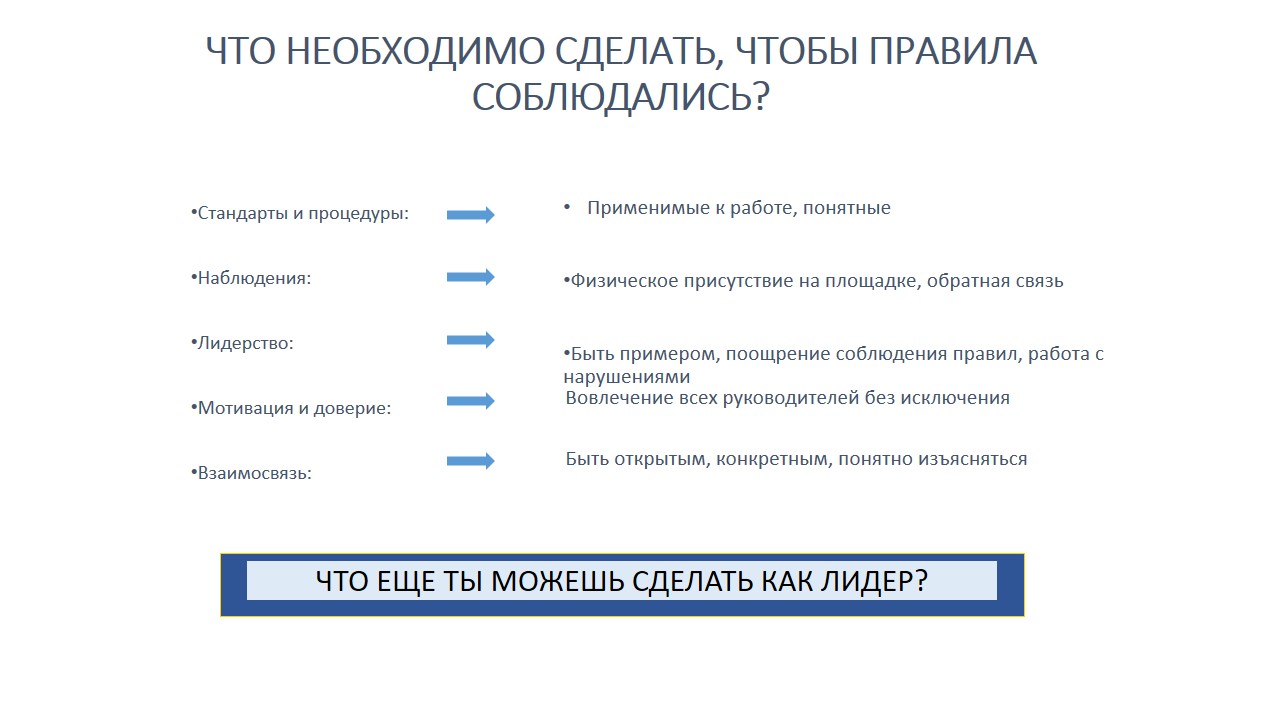 ЧТО НЕОБХОДИМО СДЕЛАТЬ, ЧТОБЫ ПРАВИЛА
СОБЛЮДАЛИСЬ?
•Стандарты и процедуры:
• Применимые к работе, понятные
•Наблюдения:
•Физическое присутствие на площадке, обратная связь
•Лидерство:
•Быть примером, поощрение соблюдения правил, работа с
нарушениями
•Мотивация и доверие:
Вовлечение всех руководителей без исключения
•Взаимосвязь:
Быть открытым, конкретным, понятно изъясняться
ЧТО ЕЩЕ ТЫ МОЖЕШЬ СДЕЛАТЬ КАК ЛИДЕР?